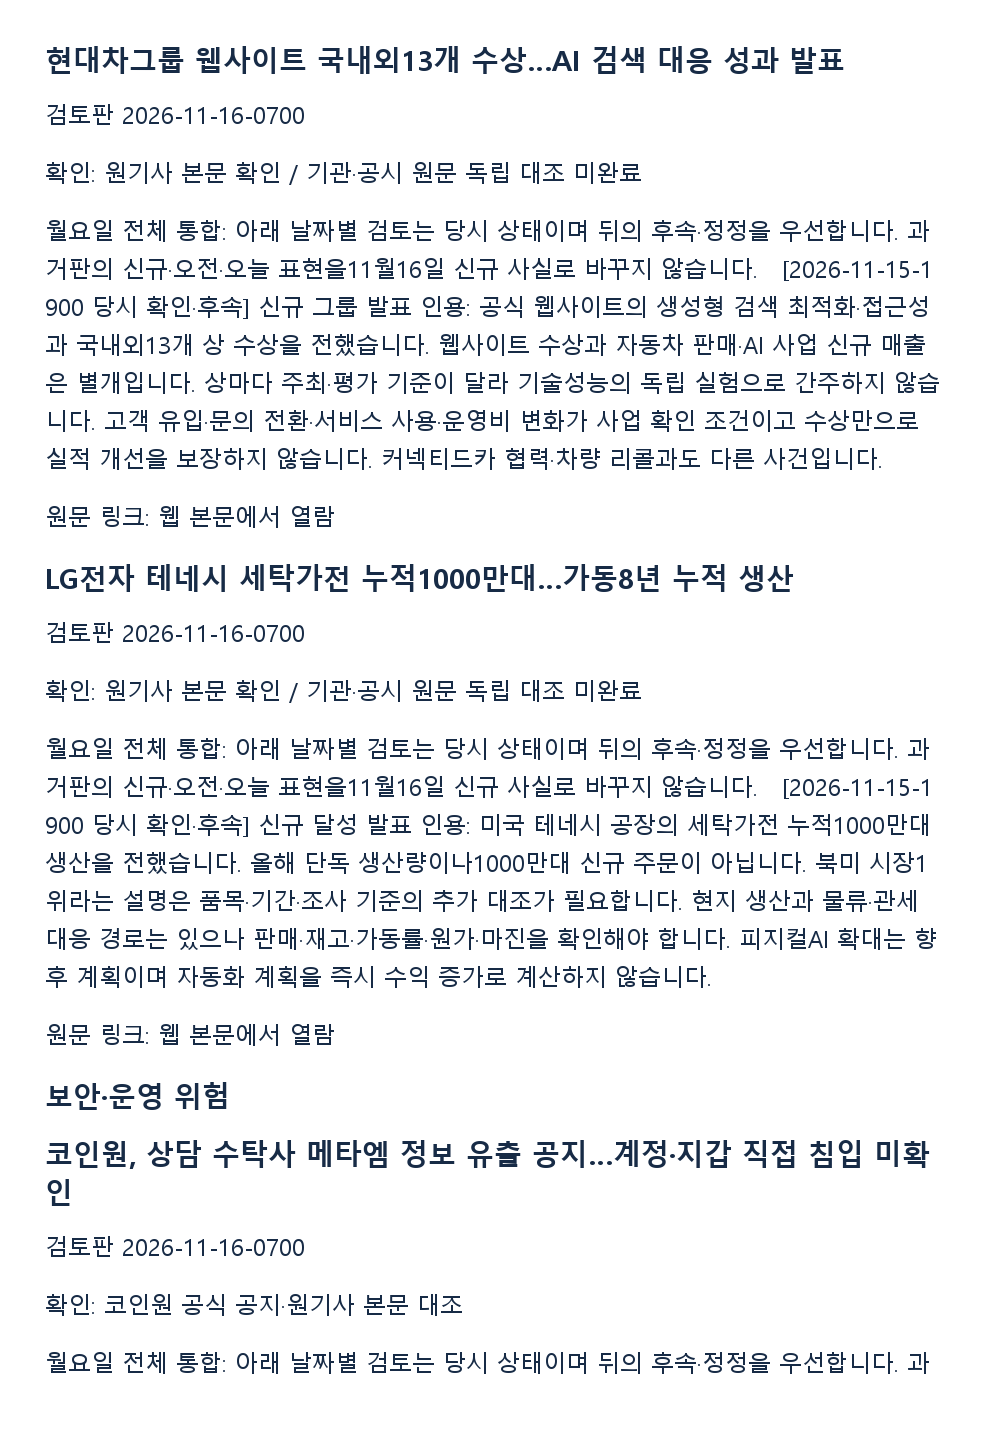 현대차그룹 웹사이트 국내외13개 수상...AI 검색 대응 성과 발표
검토판 2026-11-16-0700
확인: 원기사 본문 확인 / 기관·공시 원문 독립 대조 미완료
월요일 전체 통합: 아래 날짜별 검토는 당시 상태이며 뒤의 후속·정정을 우선합니다. 과
거판의 신규·오전·오늘 표현을11월16일 신규 사실로 바꾸지 않습니다.   [2026-11-15-1
900 당시 확인·후속] 신규 그룹 발표 인용: 공식 웹사이트의 생성형 검색 최적화·접근성
과 국내외13개 상 수상을 전했습니다. 웹사이트 수상과 자동차 판매·AI 사업 신규 매출
은 별개입니다. 상마다 주최·평가 기준이 달라 기술성능의 독립 실험으로 간주하지 않습
니다. 고객 유입·문의 전환·서비스 사용·운영비 변화가 사업 확인 조건이고 수상만으로
실적 개선을 보장하지 않습니다. 커넥티드카 협력·차량 리콜과도 다른 사건입니다.
원문 링크: 웹 본문에서 열람
LG전자 테네시 세탁가전 누적1000만대...가동8년 누적 생산
검토판 2026-11-16-0700
확인: 원기사 본문 확인 / 기관·공시 원문 독립 대조 미완료
월요일 전체 통합: 아래 날짜별 검토는 당시 상태이며 뒤의 후속·정정을 우선합니다. 과
거판의 신규·오전·오늘 표현을11월16일 신규 사실로 바꾸지 않습니다.   [2026-11-15-1
900 당시 확인·후속] 신규 달성 발표 인용: 미국 테네시 공장의 세탁가전 누적1000만대
생산을 전했습니다. 올해 단독 생산량이나1000만대 신규 주문이 아닙니다. 북미 시장1
위라는 설명은 품목·기간·조사 기준의 추가 대조가 필요합니다. 현지 생산과 물류·관세
대응 경로는 있으나 판매·재고·가동률·원가·마진을 확인해야 합니다. 피지컬AI 확대는 향
후 계획이며 자동화 계획을 즉시 수익 증가로 계산하지 않습니다.
원문 링크: 웹 본문에서 열람
보안·운영 위험
코인원, 상담 수탁사 메타엠 정보 유출 공지...계정·지갑 직접 침입 미확
인
검토판 2026-11-16-0700
확인: 코인원 공식 공지·원기사 본문 대조
월요일 전체 통합: 아래 날짜별 검토는 당시 상태이며 뒤의 후속·정정을 우선합니다. 과